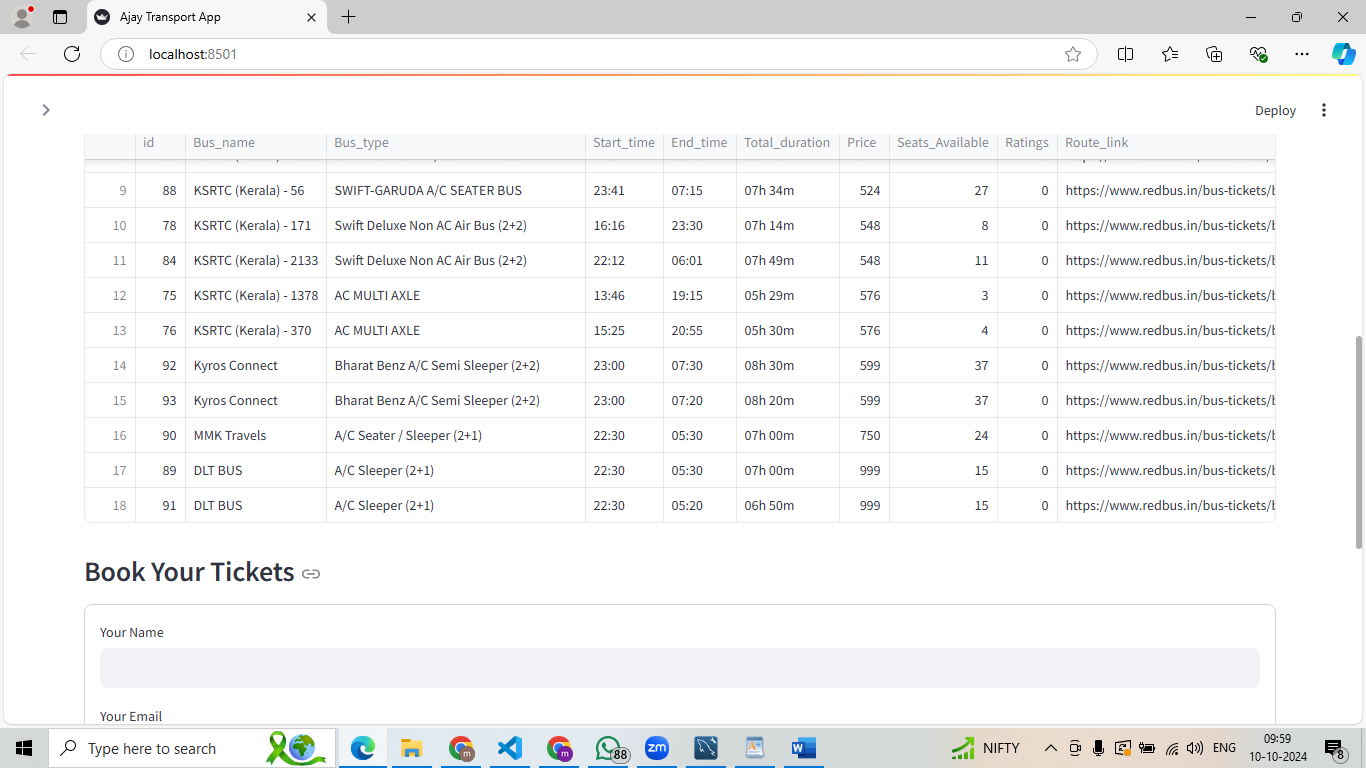 Ajay Transport App
localhost:8501
Deploy
id Bus_name Bus_type Start_time End_time Total_duration Price Seats_Available Ratings Route_link
9 88 KSRTC (Kerala) - 56 SWIFT-GARUDA A/C SEATER BUS 23:41 07:15 07h 34m 524 27 0 https://www.redbus.in/bus-tickets/b
10 78 KSRTC (Kerala) - 171 Swift Deluxe Non AC Air Bus (2+2) 16:16 23:30 07h 14m 548 8 0 https://www.redbus.in/bus-tickets/b
11 84 KSRTC (Kerala) - 2133 Swift Deluxe Non AC Air Bus (2+2) 22:12 06:01 07h 49m 548 11 0 https://www.redbus.in/bus-tickets/b
12 75 KSRTC (Kerala) - 1378 AC MULTI AXLE 13:46 19:15 05h 29m 576 3 0 https://www.redbus.in/bus-tickets/b
13 76 KSRTC (Kerala) - 370 AC MULTI AXLE 15:25 20:55 05h 30m 576 4 0 https://www.redbus.in/bus-tickets/b
14 92 Kyros Connect Bharat Benz A/C Semi Sleeper (2+2) 23:00 07:30 08h 30m 599 37 0 https://www.redbus.in/bus-tickets/b
15 93 Kyros Connect Bharat Benz A/C Semi Sleeper (2+2) 23:00 07:20 08h 20m 599 37 0 https://www.redbus.in/bus-tickets/b
16 90 MMK Travels A/C Seater / Sleeper (2+1) 22:30 05:30 07h 00m 750 24 0 https://www.redbus.in/bus-tickets/b
17 89 DLT BUS A/C Sleeper (2+1) 22:30 05:30 07h 00m 999 15 0 https://www.redbus.in/bus-tickets/b
18 91 DLT BUS A/C Sleeper (2+1) 22:30 05:20 06h 50m 999 15 0 https://www.redbus.in/bus-tickets/b
Book Your Tickets
Your Name
Your Email
Type here to search
m
m
88
zm
W
NIFTY
ENG
09:59
10-10-2024
8